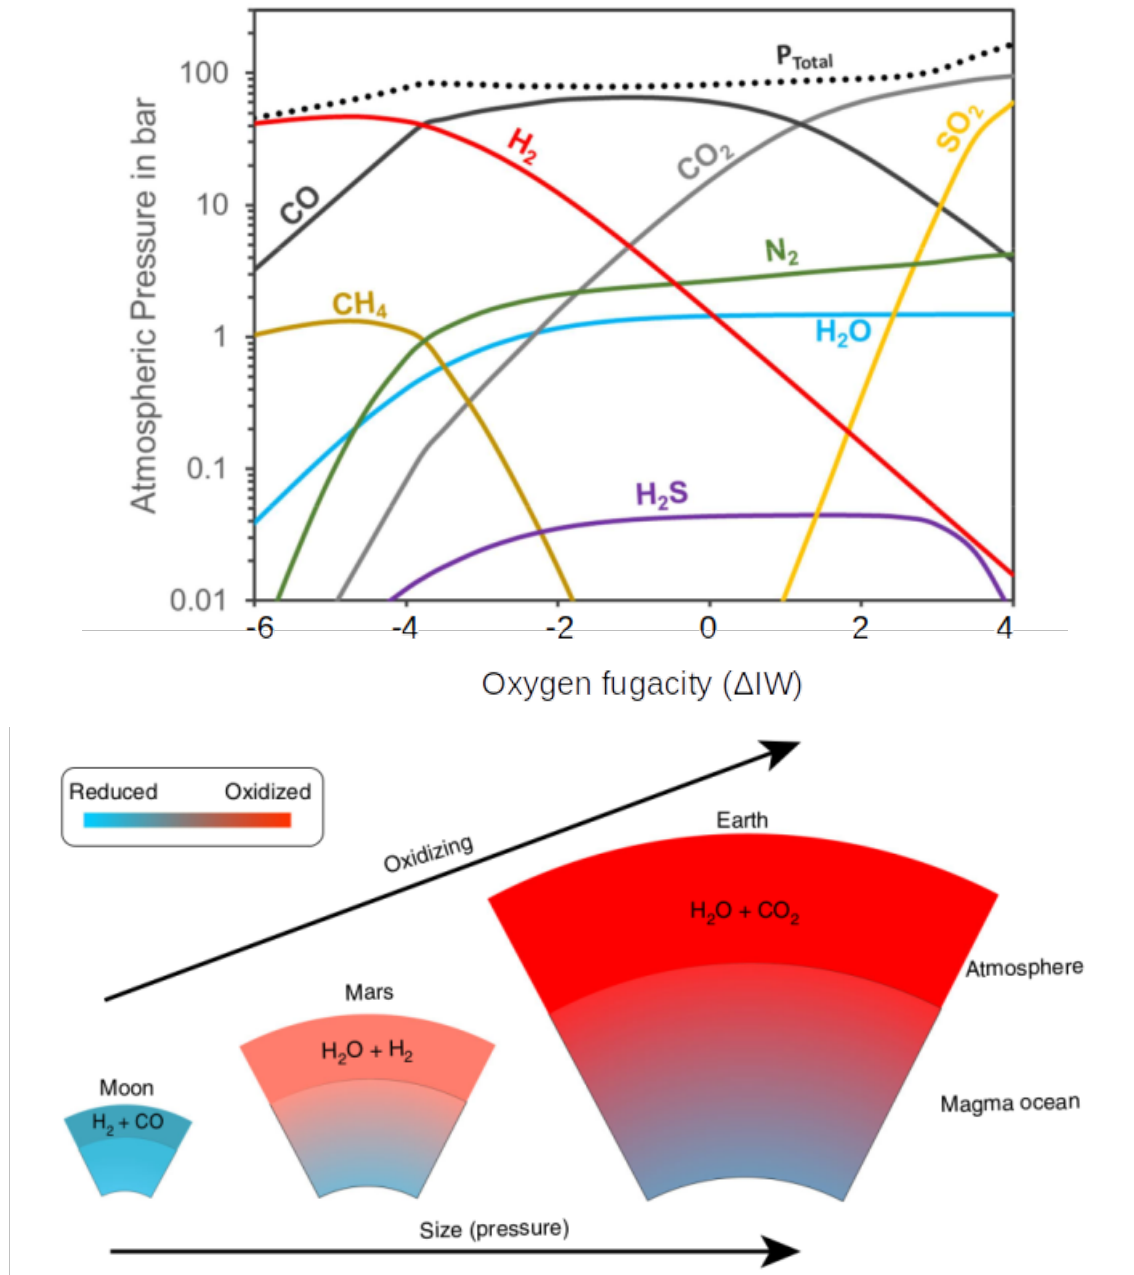 P_Total
100
SO₂
H₂
CO₂
10
CO
N₂
CH₄
1
H₂O
0.1
H₂S
0.01
-6 -4 -2 0 2 4
Atmospheric Pressure in bar
Oxygen fugacity (ΔIW)
Reduced Oxidized
Oxidizing
Earth
H₂O + CO₂
Atmosphere
Mars
H₂O + H₂
Moon
H₂ + CO
Magma ocean
Size (pressure)